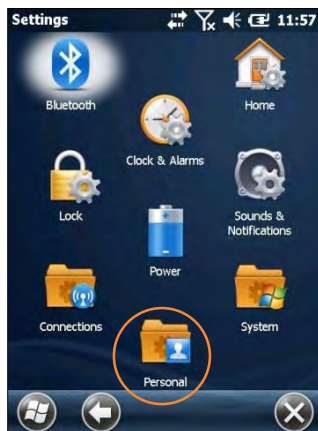 Settings 11:57
Bluetooth
Home
Clock & Alarms
Lock
Sounds &
Notifications
Power
Connections
System
Personal